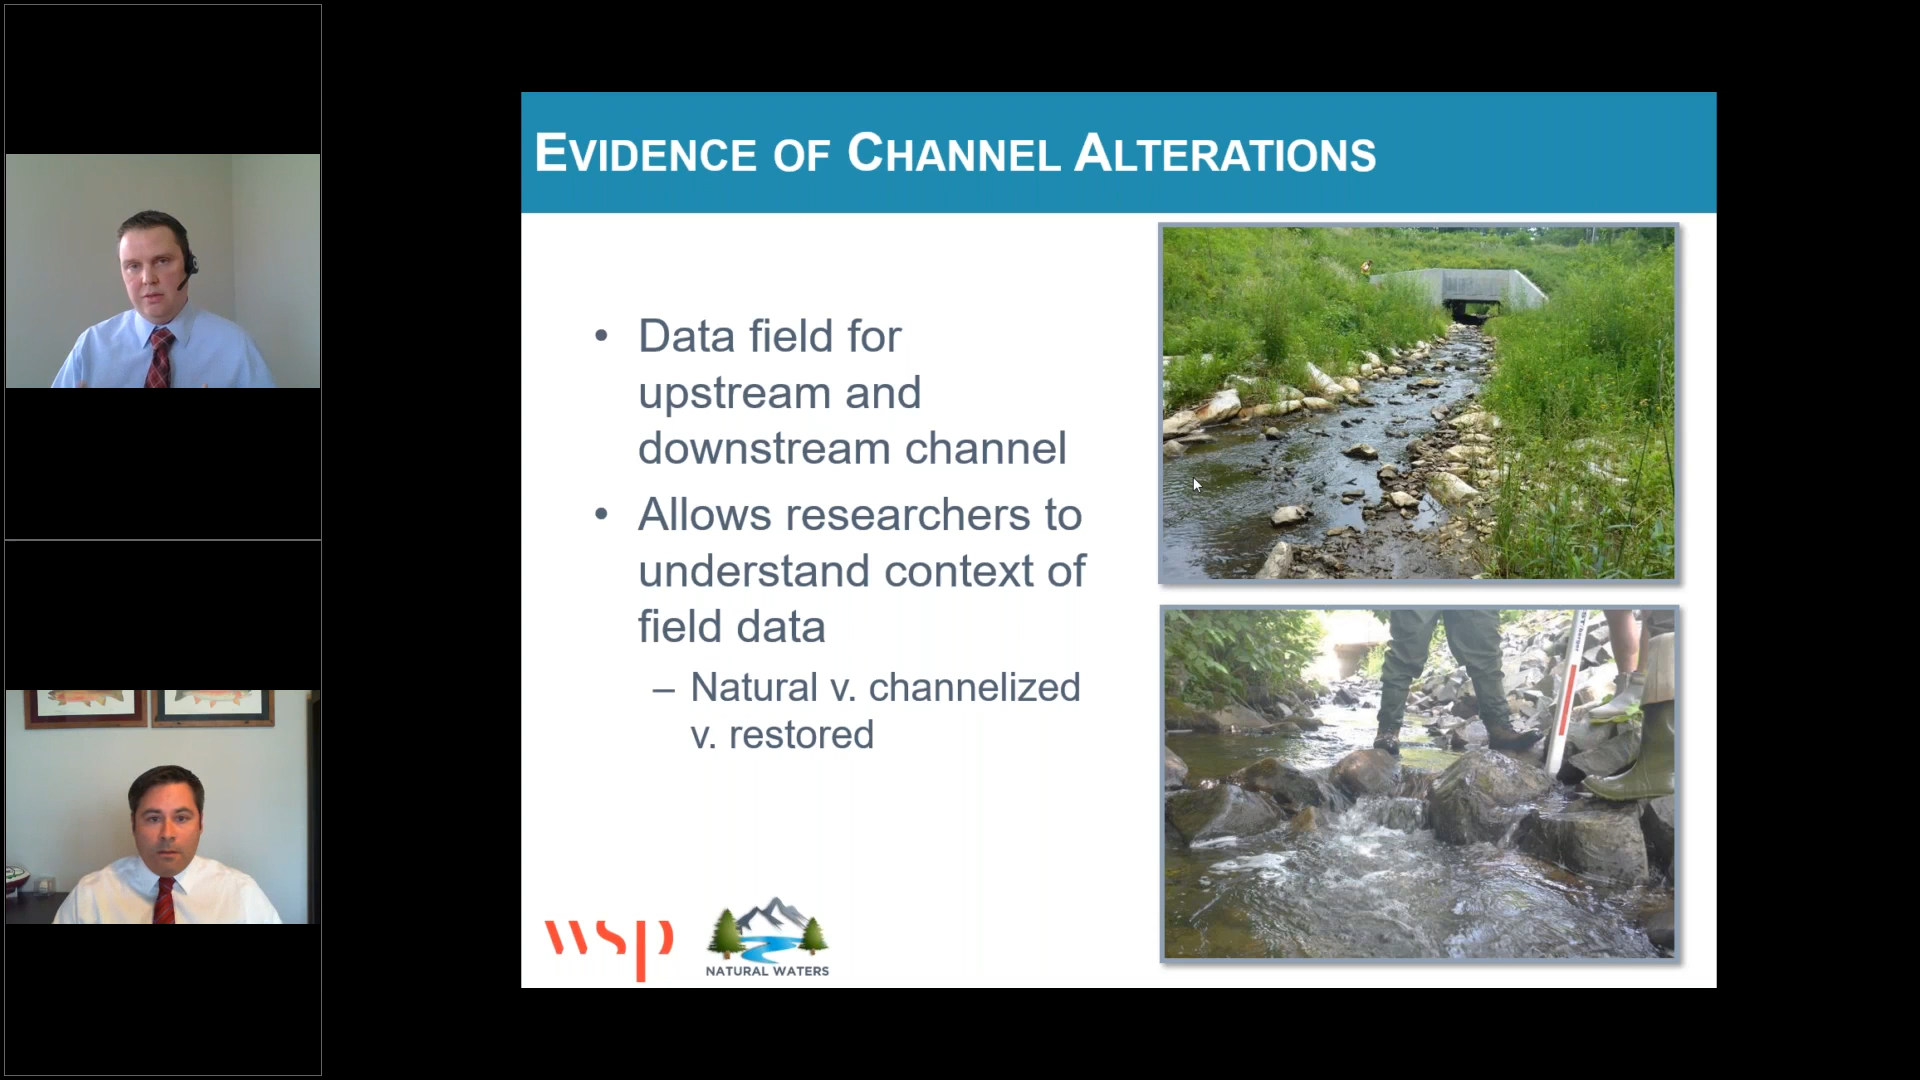 EVIDENCE OF CHANNEL ALTERATIONS
• Data field for
upstream and
downstream channel
• Allows researchers to
understand context of
field data
– Natural v. channelized
v. restored
wsp
NATURAL WATERS